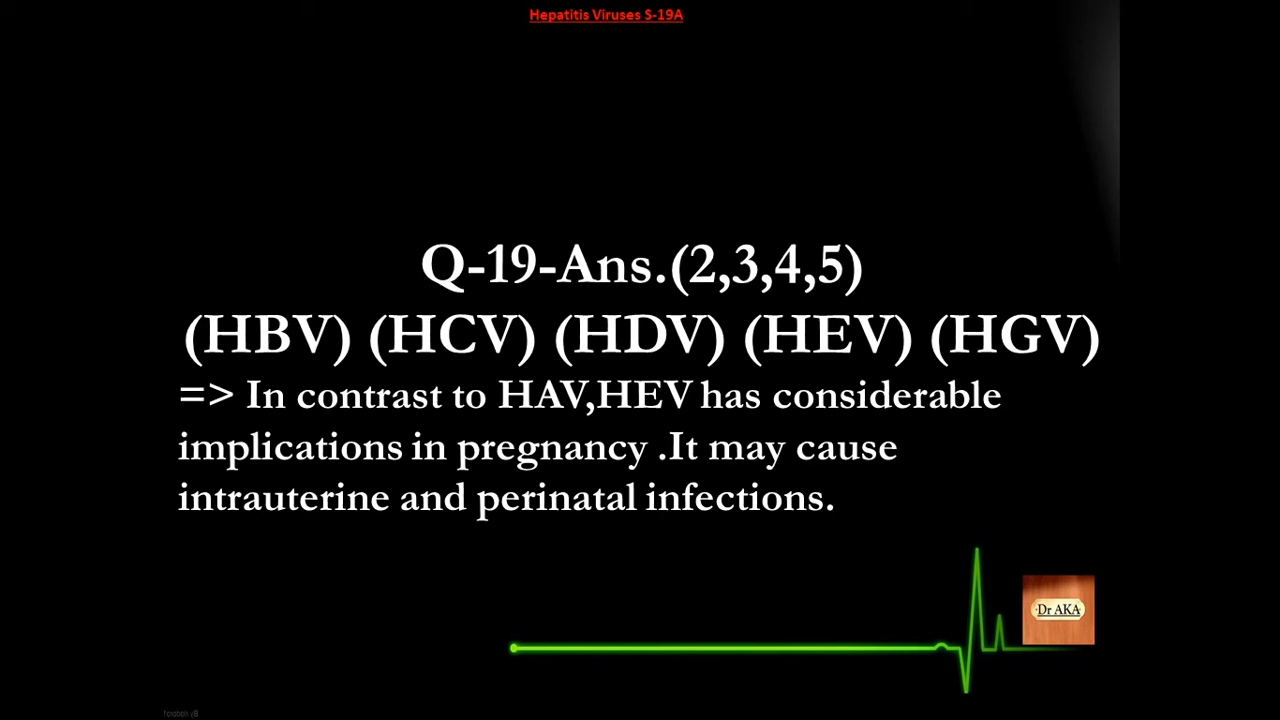 Hepatitis Viruses S-19A
Q-19-Ans.(2,3,4,5)
(HBV) (HCV) (HDV) (HEV) (HGV)
=> In contrast to HAV,HEV has considerable
implications in pregnancy .It may cause
intrauterine and perinatal infections.
Dr AKA